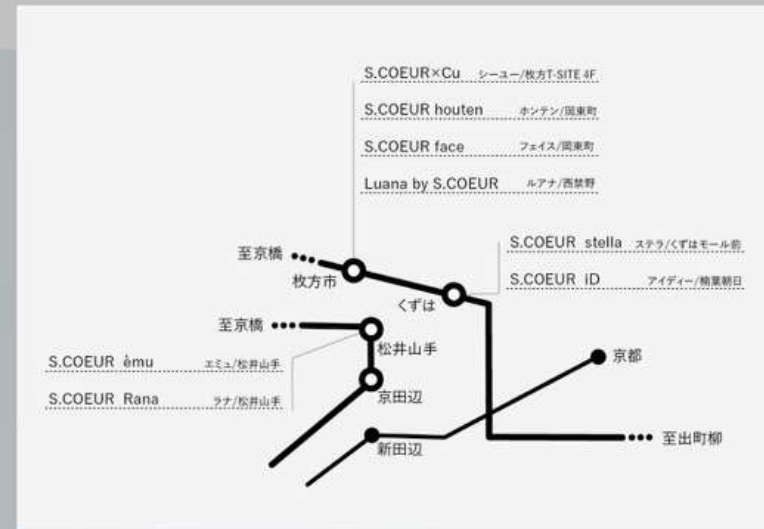 S.COEUR×Cu シーユー/枚方T-SITE 4F
S.COEUR houten ホンテン/岡東町
S.COEUR face フェイス/岡東町
Luana by S.COEUR ルアナ/西禁野
S.COEUR stella ステラ/くずはモール前
S.COEUR iD アイディー/楠葉朝日
至京橋
枚方市
くずは
至京橋
松井山手
S.COEUR èmu エミュ/松井山手
京都
京田辺
S.COEUR Rana ラナ/松井山手
新田辺
至出町柳